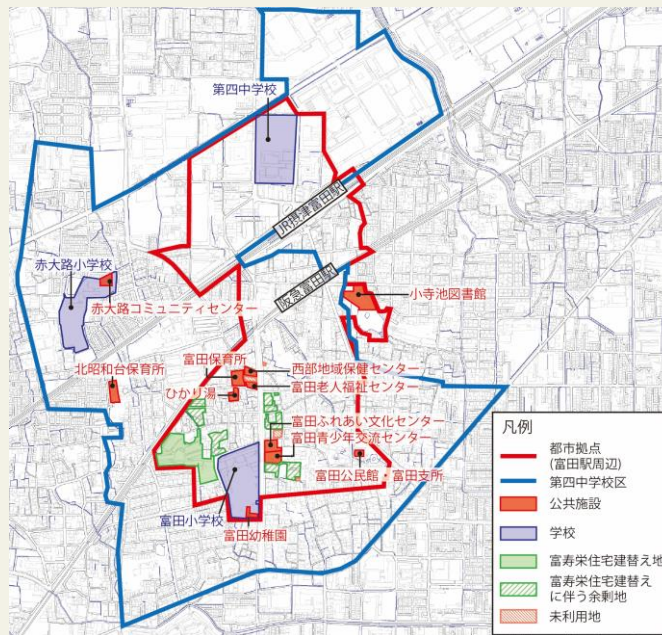 第四中学校
JR摂津富田駅
赤大路小学校
阪急富田駅
小寺池図書館
赤大路コミュニティセンター
富田保育所
西部地域保健センター
北昭和台保育所
富田老人福祉センター
ひかり湯
富田ふれあい文化センター
富田青少年交流センター
富田公民館・富田支所
富田小学校
富田幼稚園
凡例
都市拠点
(富田駅周辺)
第四中学校区
公共施設
学校
富寿栄住宅建替え地
富寿栄住宅建替え
に伴う余剰地
未利用地